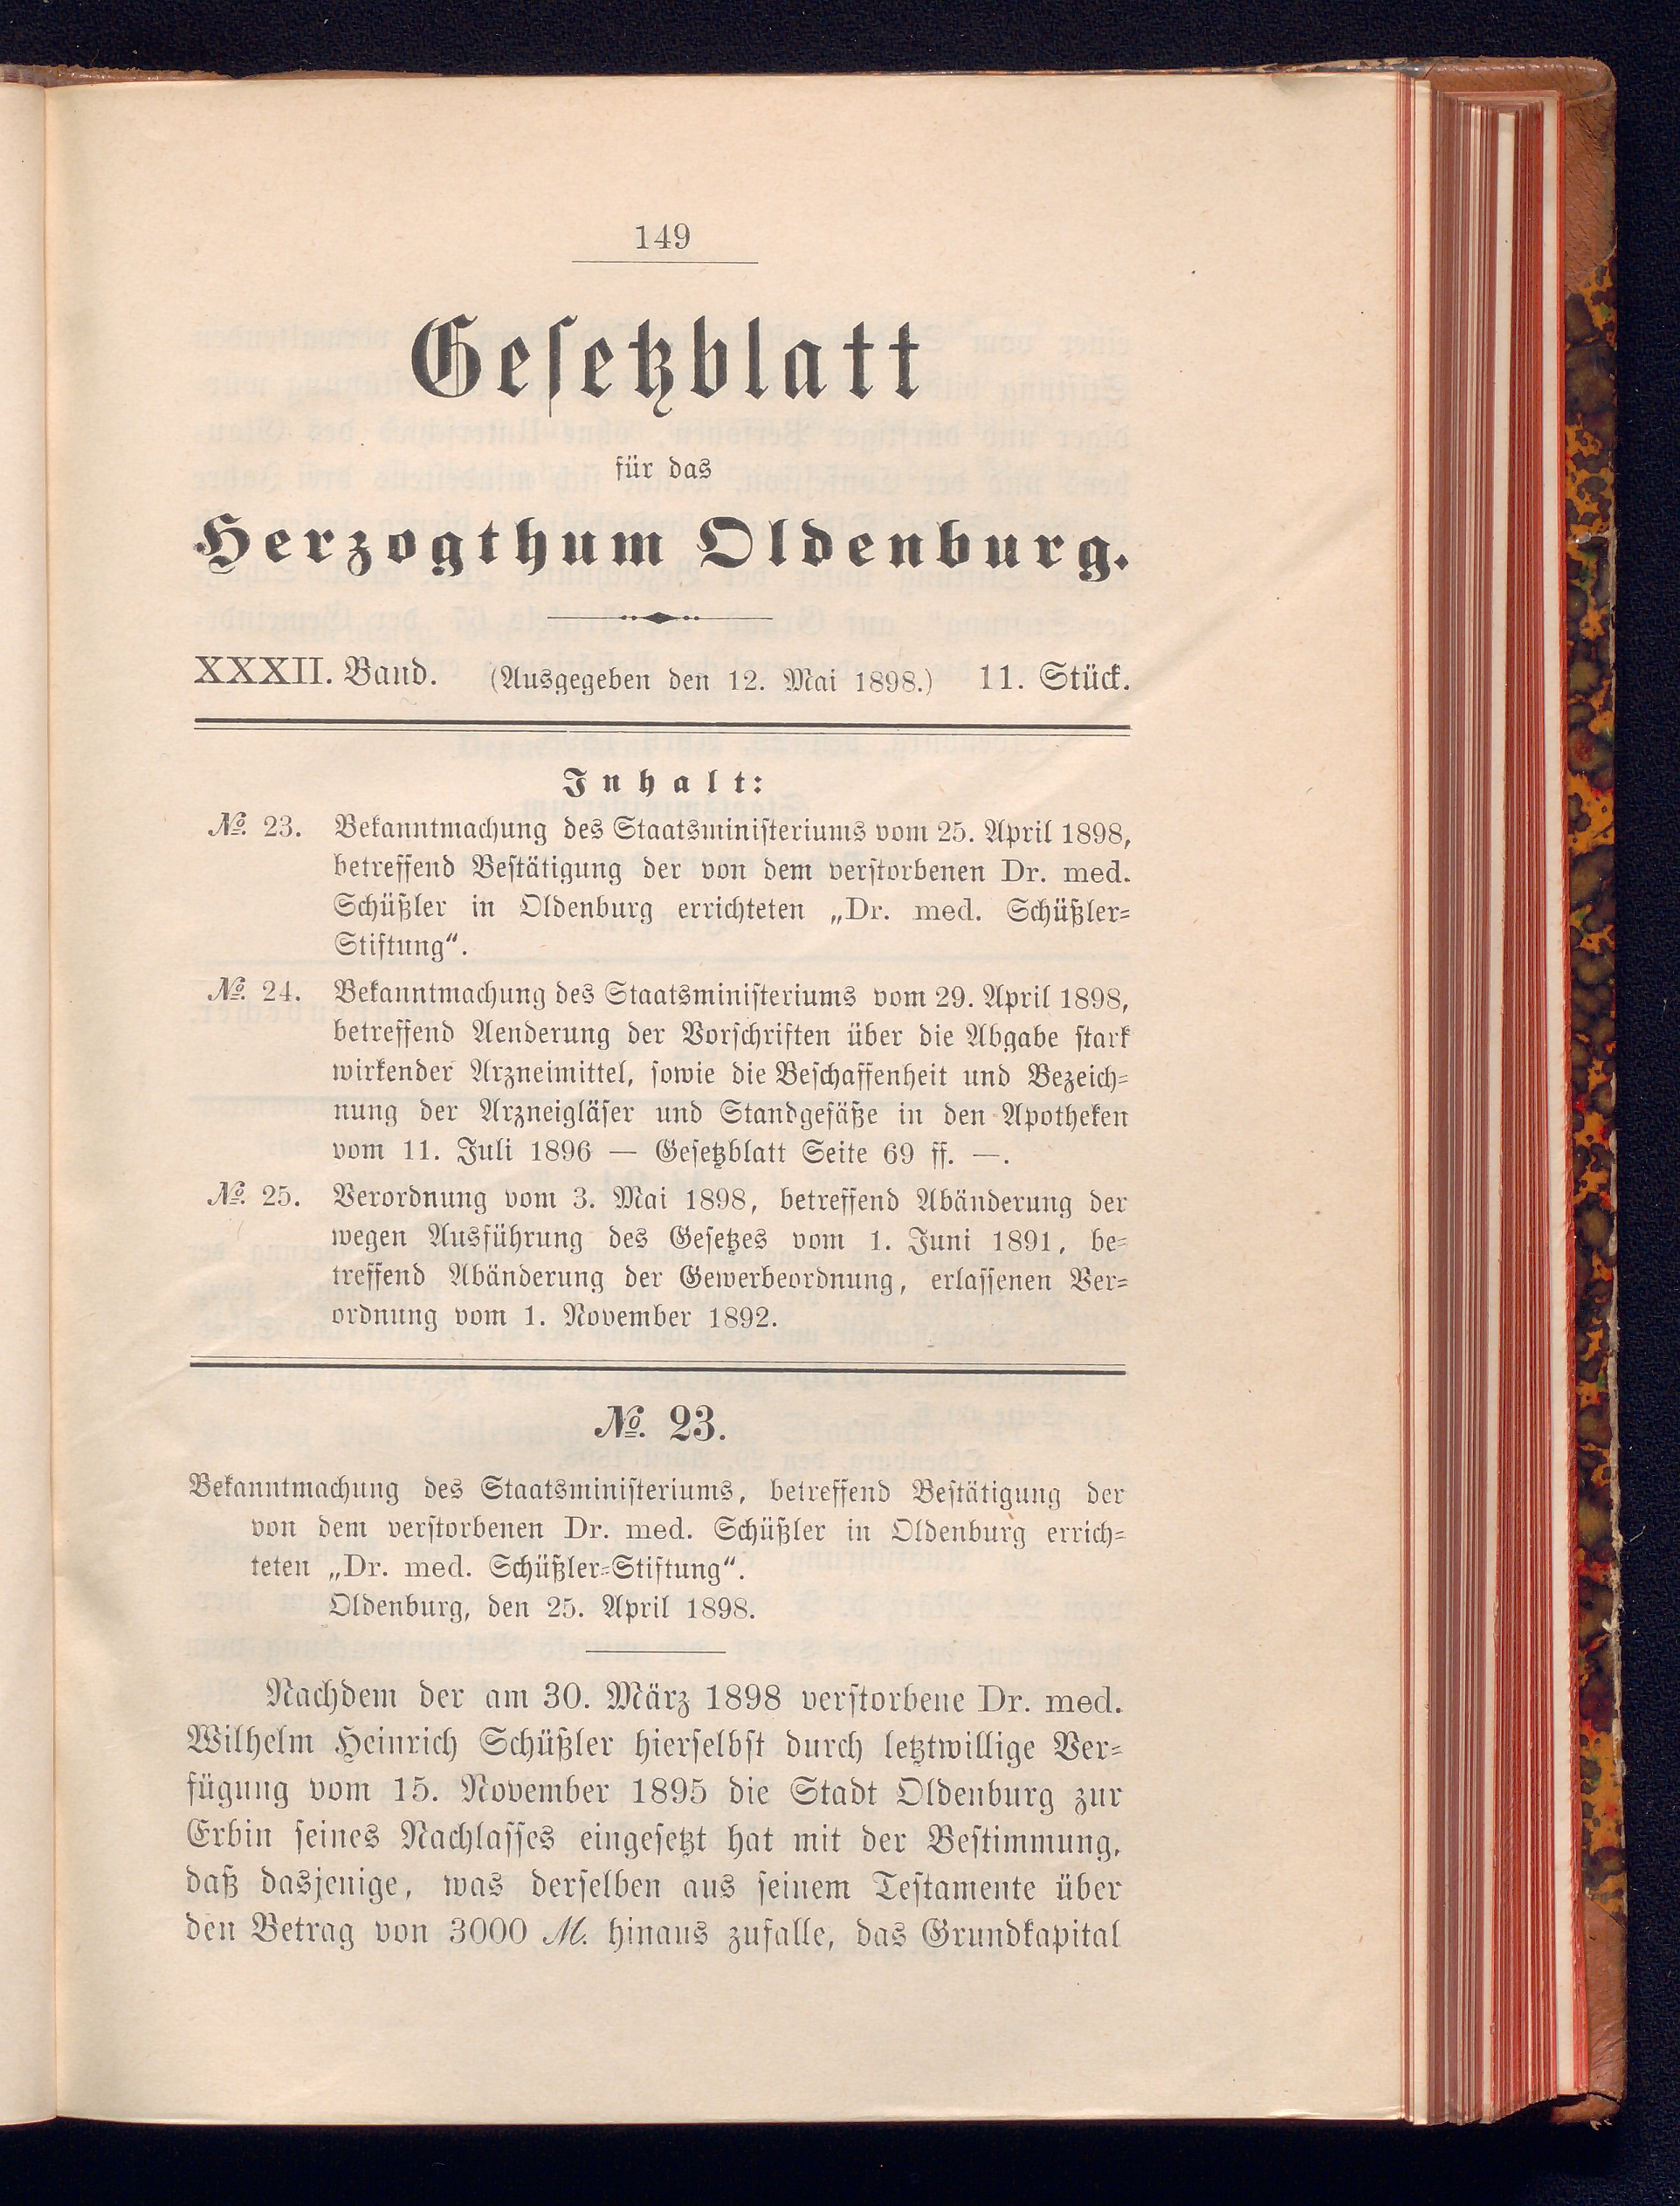 149
Gesetzblatt
für das
Herzogthum Oldenburg.
XXXII. Band. (Ausgegeben den 12. Mai 1898.) 11. Stück.
Inhalt:
№. 23. Bekanntmachung des Staatsministeriums vom 25. April 1898,
betreffend Bestätigung der von dem verstorbenen Dr. med.
Schüßler in Oldenburg errichteten „Dr. med. Schüßler-
Stiftung“.
№. 24. Bekanntmachung des Staatsministeriums vom 29. April 1898,
betreffend Aenderung der Vorschriften über die Abgabe stark
wirkender Arzneimittel, sowie die Beschaffenheit und Bezeich-
nung der Arzneigläser und Standgefäße in den Apotheken
vom 11. Juli 1896 — Gesetzblatt Seite 69 ff. —.
№. 25. Verordnung vom 3. Mai 1898, betreffend Abänderung der
wegen Ausführung des Gesetzes vom 1. Juni 1891, be-
treffend Abänderung der Gewerbeordnung, erlassenen Ver-
ordnung vom 1. November 1892.
№. 23.
Bekanntmachung des Staatsministeriums, betreffend Bestätigung der
von dem verstorbenen Dr. med. Schüßler in Oldenburg errich-
teten „Dr. med. Schüßler-Stiftung“.
Oldenburg, den 25. April 1898.
Nachdem der am 30. März 1898 verstorbene Dr. med.
Wilhelm Heinrich Schüßler hierselbst durch letztwillige Ver-
fügung vom 15. November 1895 die Stadt Oldenburg zur
Erbin seines Nachlasses eingesetzt hat mit der Bestimmung,
daß dasjenige, was derselben aus seinem Testamente über
den Betrag von 3000 M. hinaus zufalle, das Grundkapital